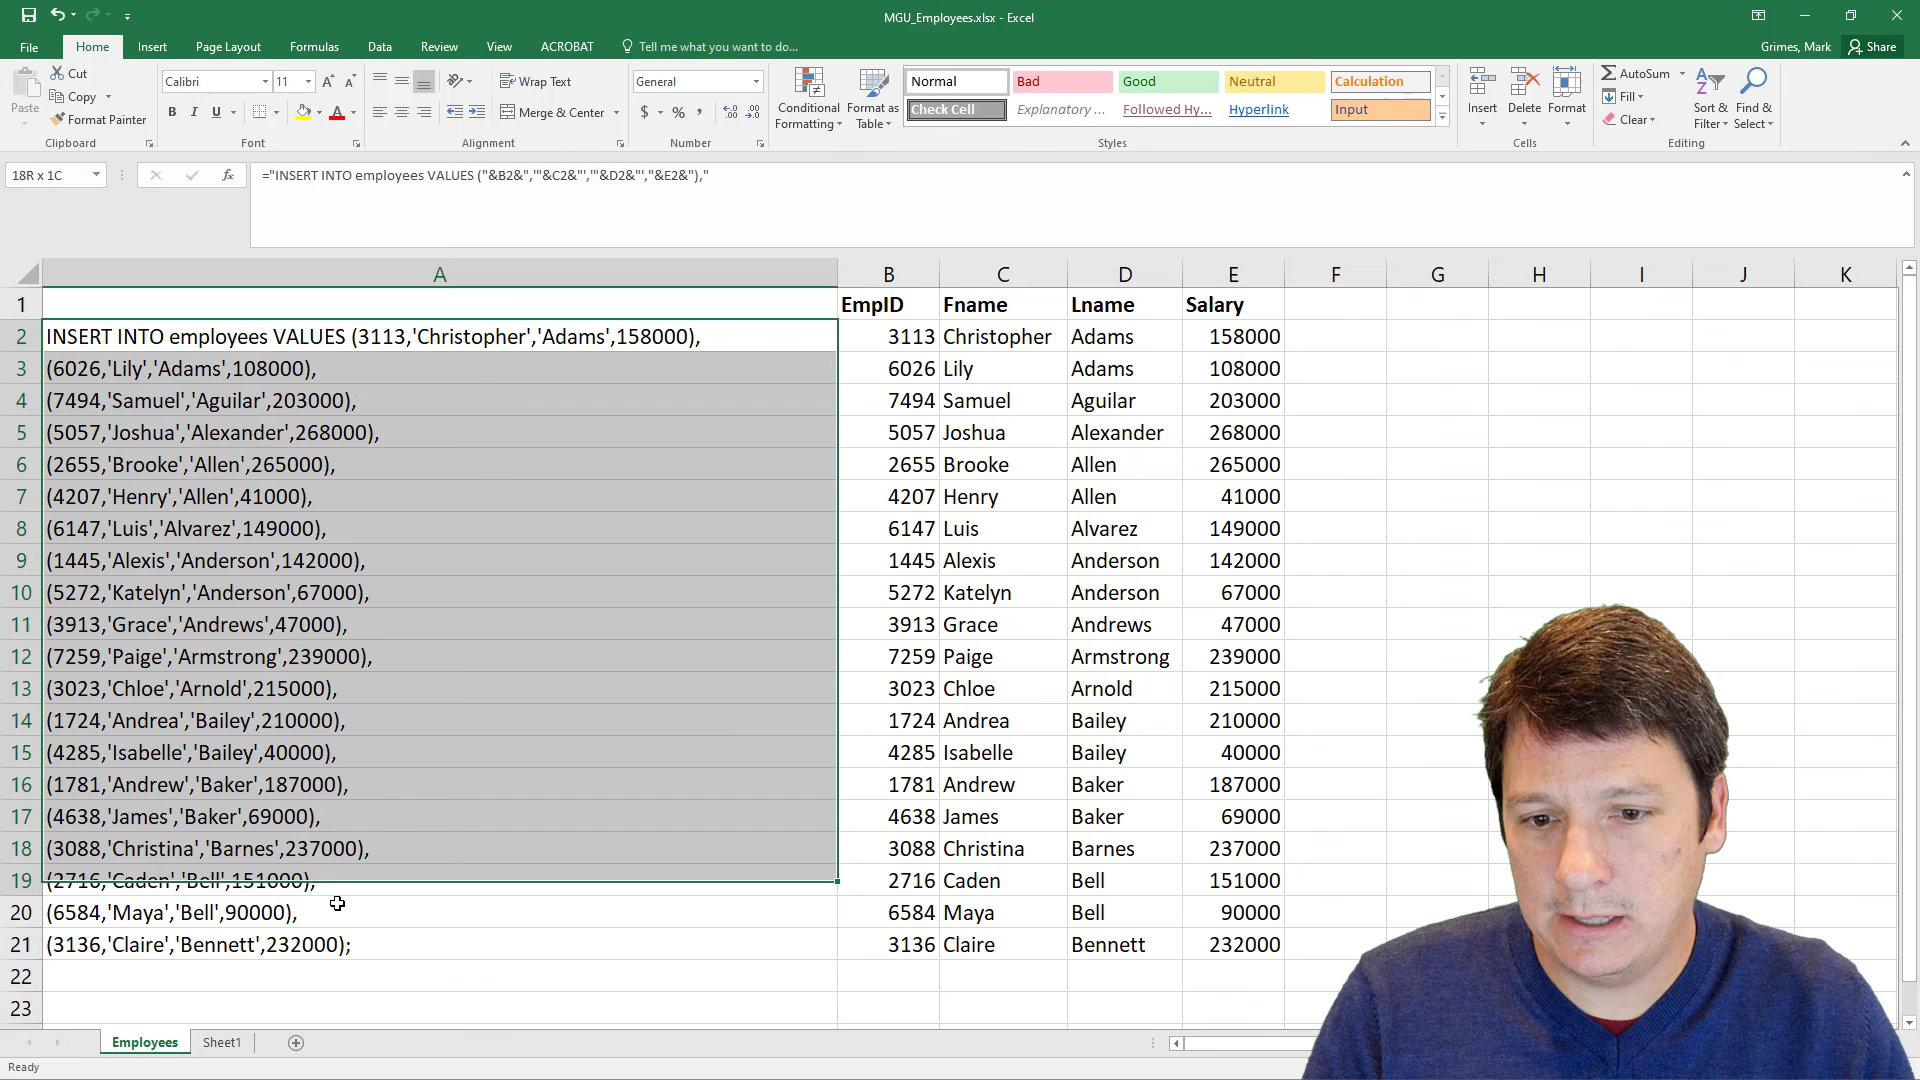 MGU_Employees.xlsx - Excel
File Home Insert Page Layout Formulas Data Review View ACROBAT Tell me what you want to do... Grimes, Mark Share
Paste
Cut
Copy
Format Painter
Clipboard
Calibri 11
B I U
Font
Wrap Text
Merge & Center
Alignment
General
$ % ,
Number
Conditional Formatting
Format as Table
Normal Bad Good Neutral Calculation
Check Cell Explanatory ... Followed Hy... Hyperlink Input
Styles
Insert Delete Format
Cells
AutoSum
Fill
Clear
Sort & Filter
Find & Select
Editing
18R x 1C
fx
="INSERT INTO employees VALUES ("&B2&","'"&C2&"','"&D2&"',"&E2&"),"
A B C D E F G H I J K
1 EmpID Fname Lname Salary
2 INSERT INTO employees VALUES (3113,'Christopher','Adams',158000), 3113 Christopher Adams 158000
3 (6026,'Lily','Adams',108000), 6026 Lily Adams 108000
4 (7494,'Samuel','Aguilar',203000), 7494 Samuel Aguilar 203000
5 (5057,'Joshua','Alexander',268000), 5057 Joshua Alexander 268000
6 (2655,'Brooke','Allen',265000), 2655 Brooke Allen 265000
7 (4207,'Henry','Allen',41000), 4207 Henry Allen 41000
8 (6147,'Luis','Alvarez',149000), 6147 Luis Alvarez 149000
9 (1445,'Alexis','Anderson',142000), 1445 Alexis Anderson 142000
10 (5272,'Katelyn','Anderson',67000), 5272 Katelyn Anderson 67000
11 (3913,'Grace','Andrews',47000), 3913 Grace Andrews 47000
12 (7259,'Paige','Armstrong',239000), 7259 Paige Armstrong 239000
13 (3023,'Chloe','Arnold',215000), 3023 Chloe Arnold 215000
14 (1724,'Andrea','Bailey',210000), 1724 Andrea Bailey 210000
15 (4285,'Isabelle','Bailey',40000), 4285 Isabelle Bailey 40000
16 (1781,'Andrew','Baker',187000), 1781 Andrew Baker 187000
17 (4638,'James','Baker',69000), 4638 James Baker 69000
18 (3088,'Christina','Barnes',237000), 3088 Christina Barnes 237000
19 (2716,'Caden','Bell',151000), 2716 Caden Bell 151000
20 (6584,'Maya','Bell',90000), 6584 Maya Bell 90000
21 (3136,'Claire','Bennett',232000); 3136 Claire Bennett 232000
22
23
Employees Sheet1
Ready